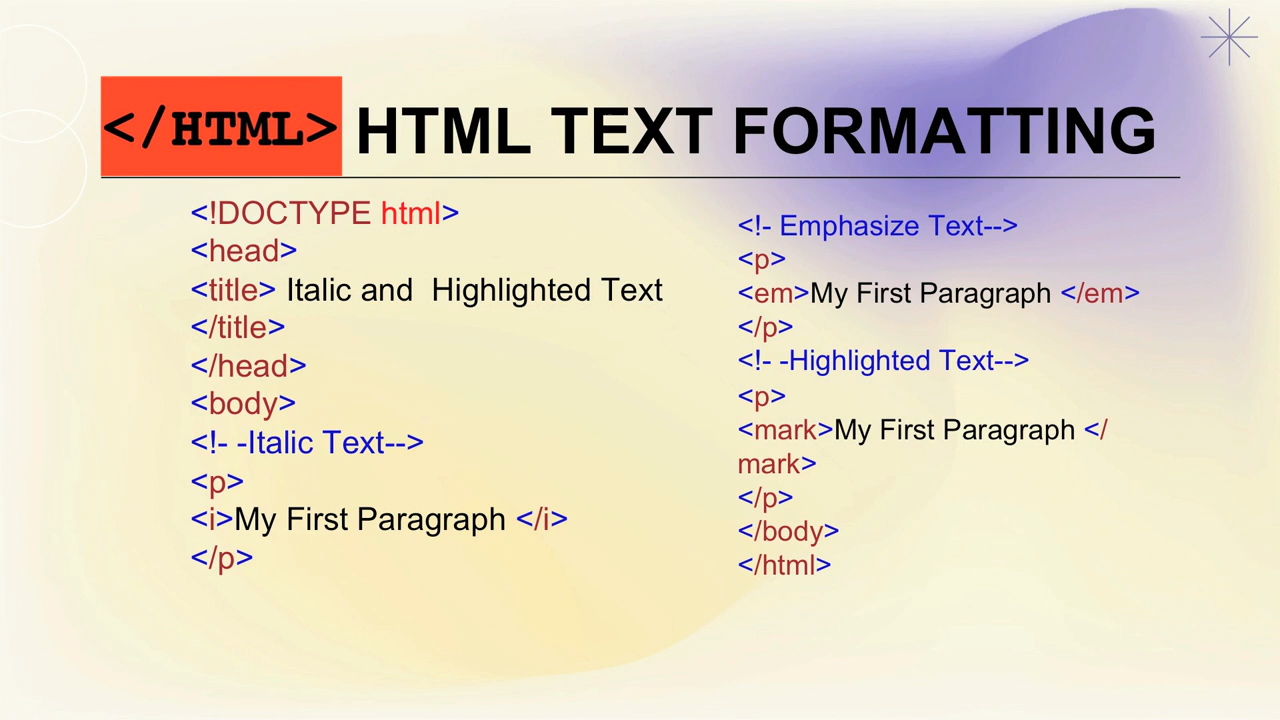 </HTML> HTML TEXT FORMATTING
<!DOCTYPE html>
<head>
<title> Italic and  Highlighted Text
</title>
</head>
<body>
<!- -Italic Text-->
<p>
<i>My First Paragraph </i>
</p>
<!- Emphasize Text-->
<p>
<em>My First Paragraph </em>
</p>
<!- -Highlighted Text-->
<p>
<mark>My First Paragraph </
mark>
</p>
</body>
</html>